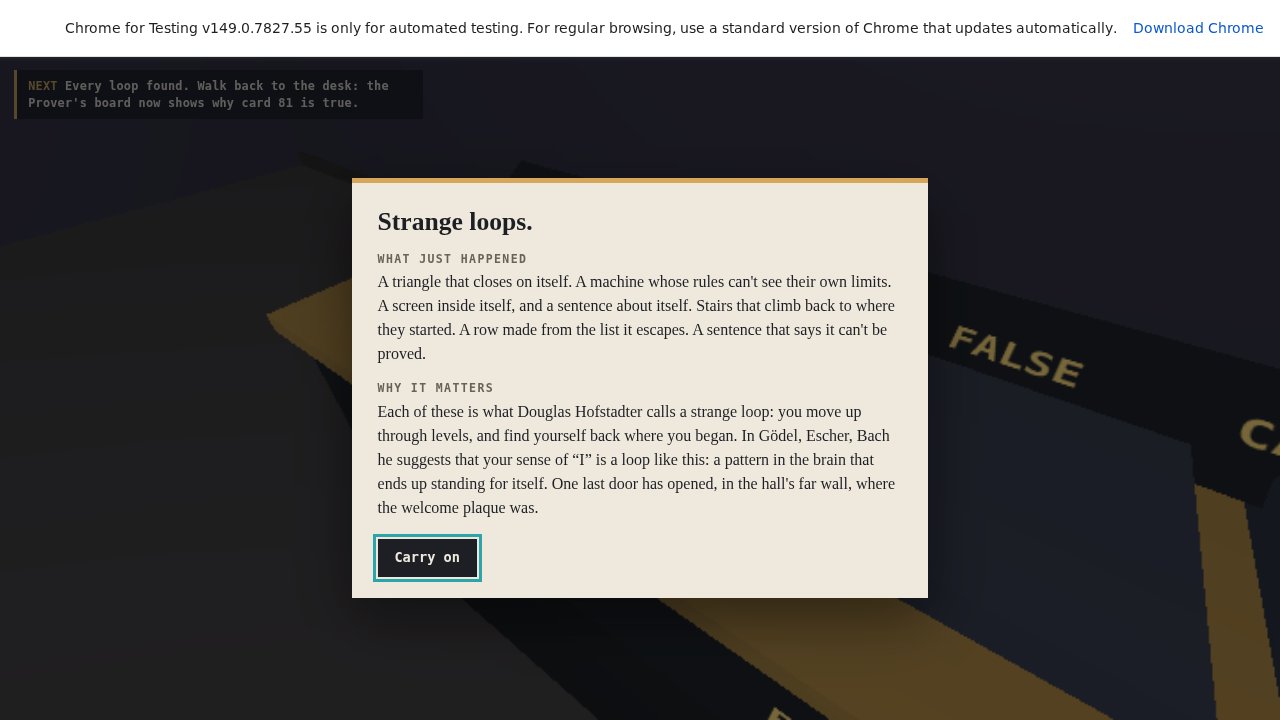 Chrome for Testing v149.0.7827.55 is only for automated testing. For regular browsing, use a standard version of Chrome that updates automatically. Download Chrome
NEXT Every loop found. Walk back to the desk: the
Prover's board now shows why card 81 is true.
Strange loops.
WHAT JUST HAPPENED
A triangle that closes on itself. A machine whose rules can't see their own limits.
A screen inside itself, and a sentence about itself. Stairs that climb back to where
they started. A row made from the list it escapes. A sentence that says it can't be
proved.
WHY IT MATTERS
Each of these is what Douglas Hofstadter calls a strange loop: you move up
through levels, and find yourself back where you began. In Gödel, Escher, Bach
he suggests that your sense of “I” is a loop like this: a pattern in the brain that
ends up standing for itself. One last door has opened, in the hall's far wall, where
the welcome plaque was.
Carry on
FALSE